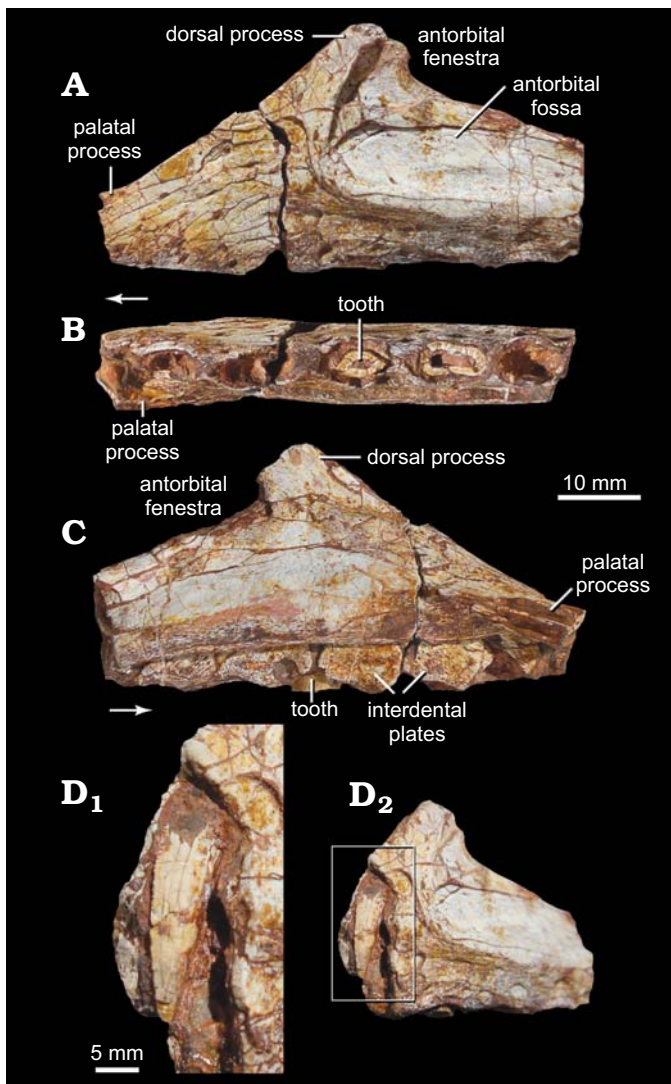 dorsal process
antorbital
fenestra
antorbital
fossa
A
palatal
process
B
tooth
palatal
process
dorsal process
antorbital
fenestra
10 mm
C
palatal
process
tooth
interdental
plates
D1
D2
5 mm